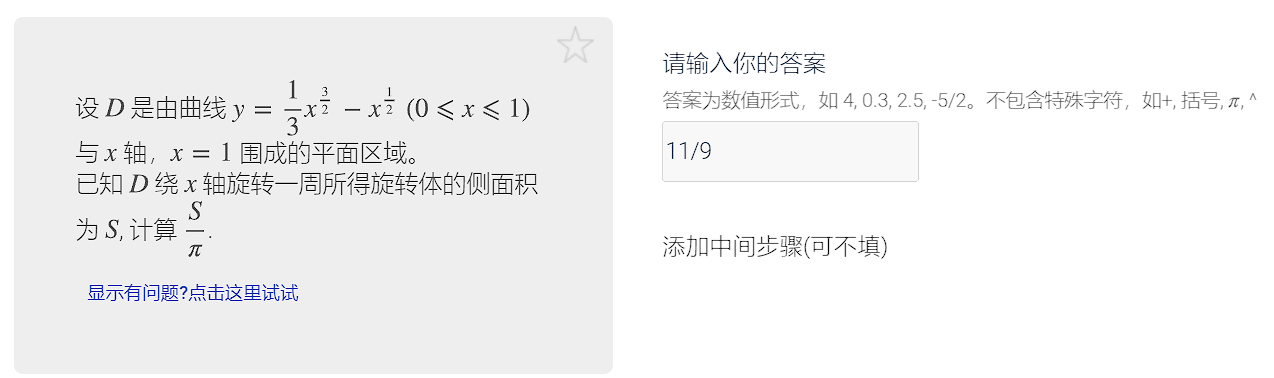 设 D 是由曲线 y = \frac{1}{3}x^{\frac{3}{2}} − x^{\frac{1}{2}} (0 ⩽ x ⩽ 1)
与 x 轴，x = 1 围成的平面区域。
已知 D 绕 x 轴旋转一周所得旋转体的侧面积
为 S, 计算 \frac{S}{π}.
显示有问题?点击这里试试
请输入你的答案
答案为数值形式，如 4, 0.3, 2.5, -5/2。不包含特殊字符，如+, 括号, π, ^
11/9
添加中间步骤(可不填)